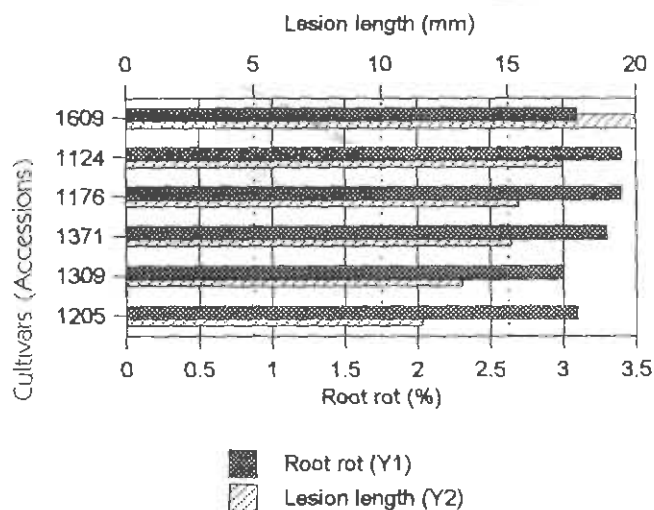 Lesion length (mm)
0 5 10 15 20
Cultivars (Accessions)
1609
1124
1176
1371
1309
1205
0 0.5 1 1.5 2 2.5 3 3.5
Root rot (%)
Root rot (Y1)
Lesion length (Y2)